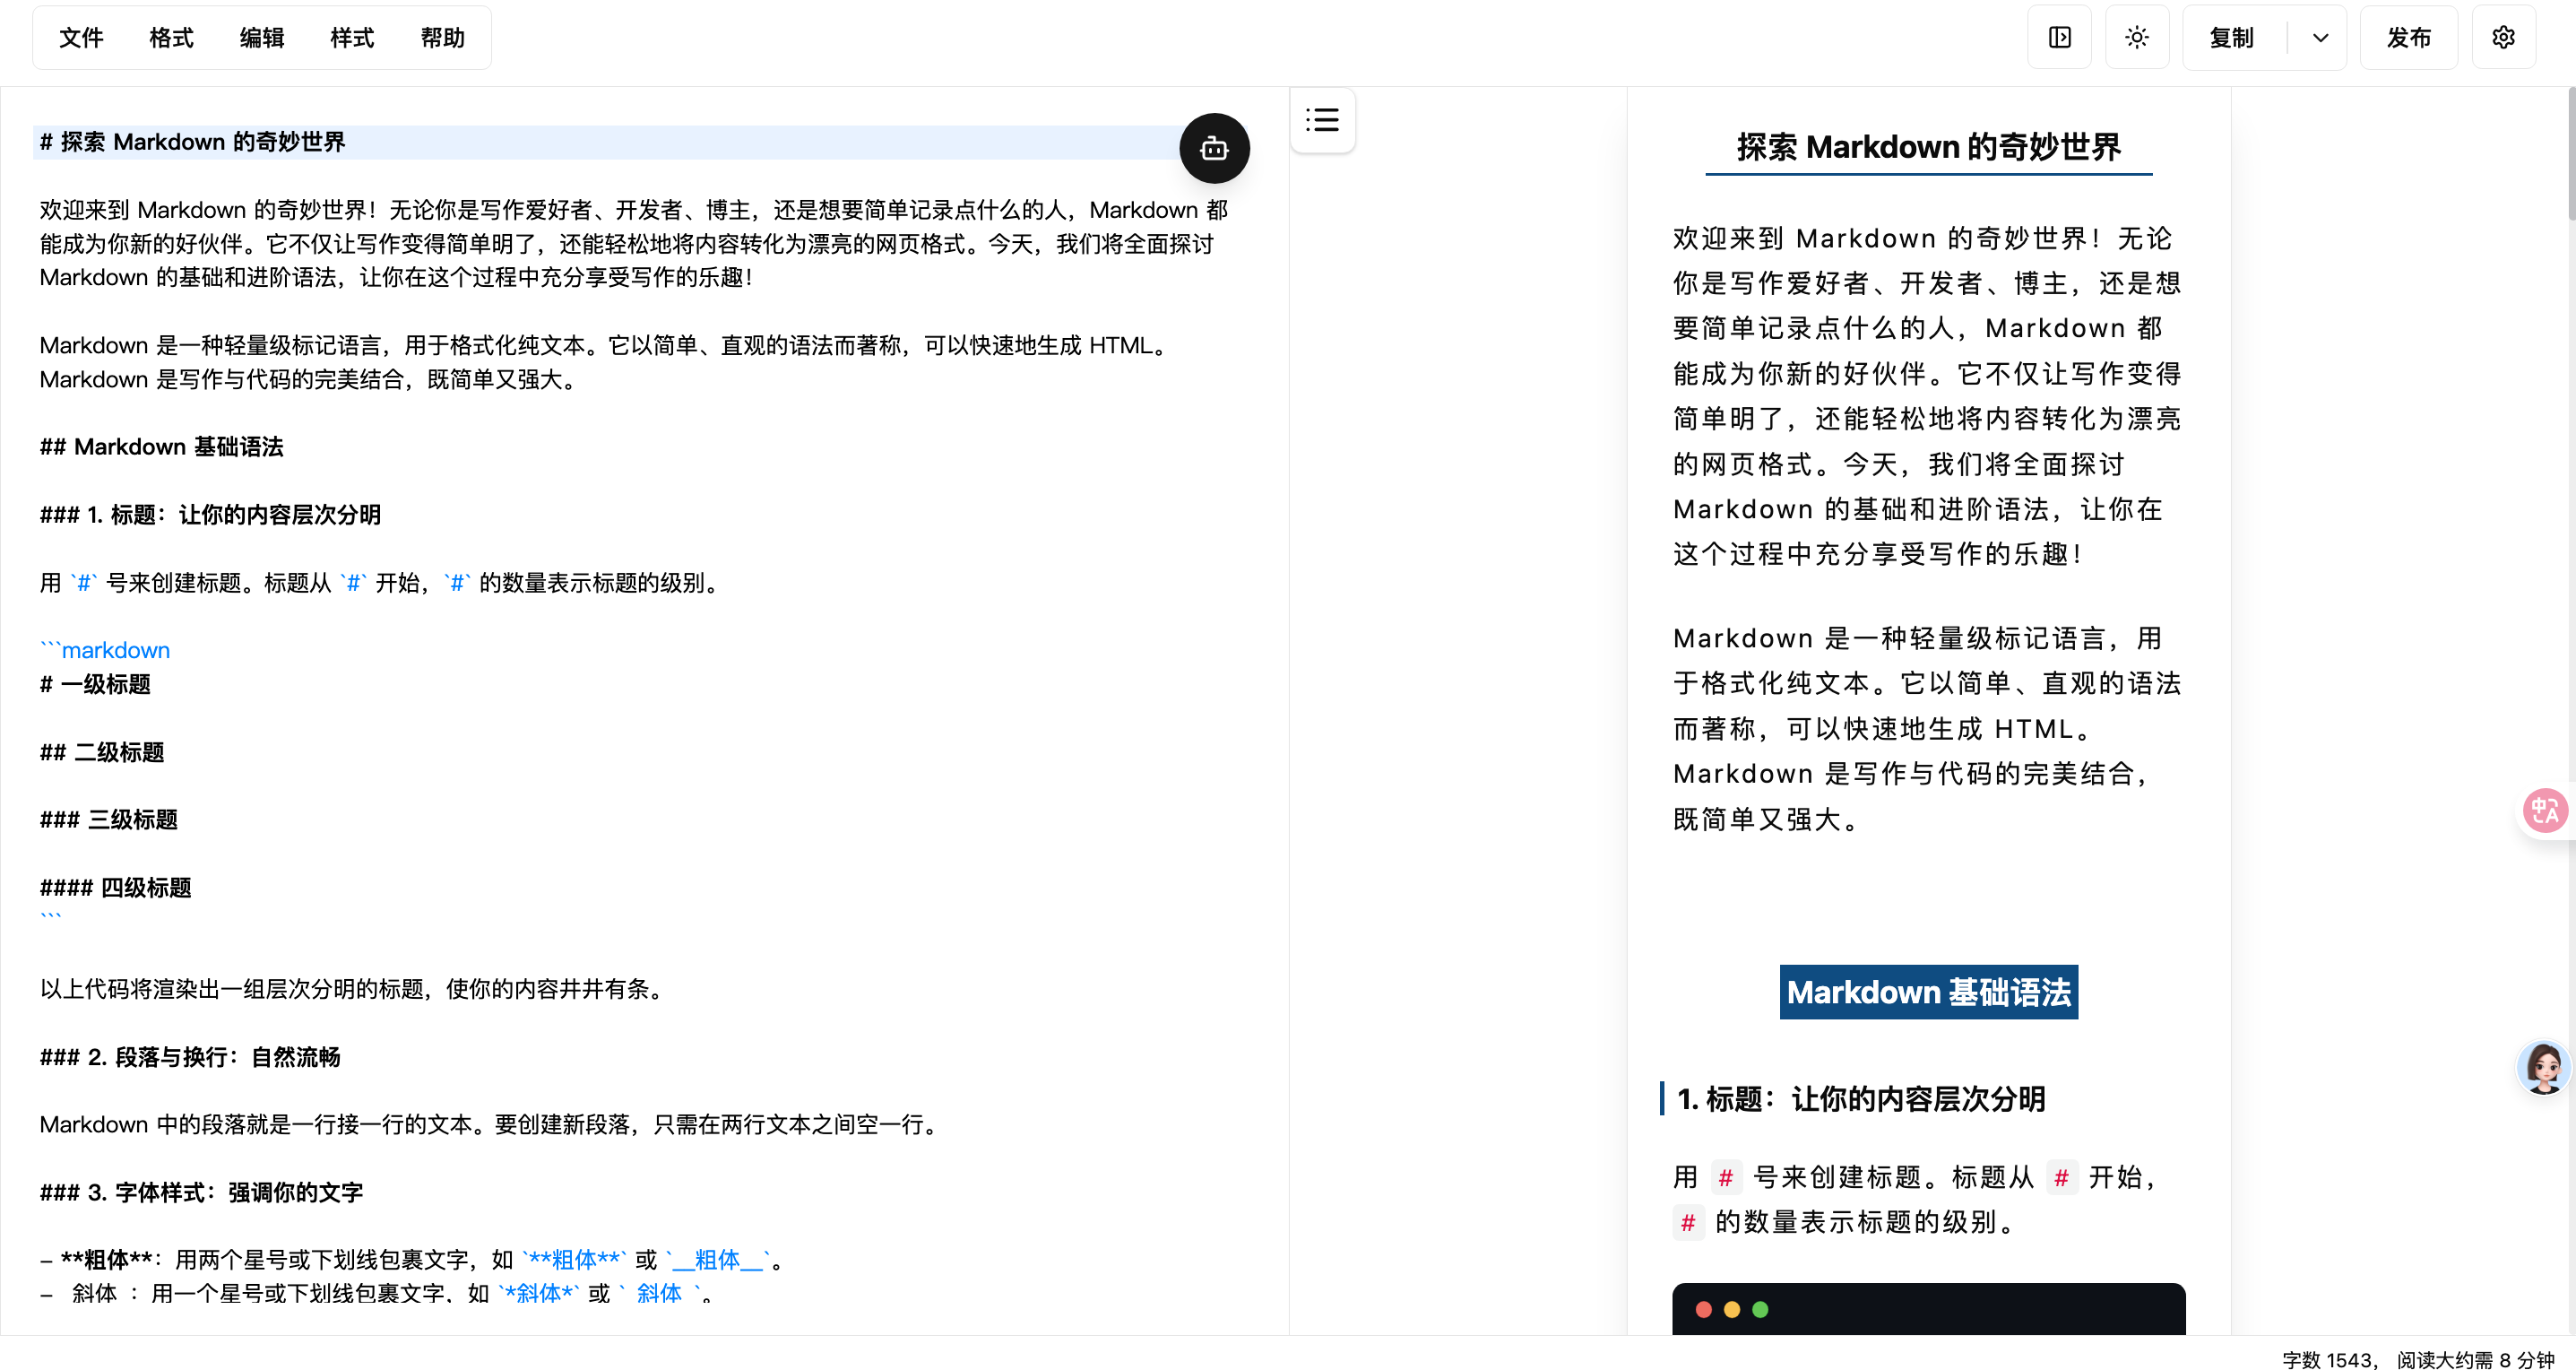 文件 格式 编辑 样式 帮助 复制 发布
# 探索 Markdown 的奇妙世界
欢迎来到 Markdown 的奇妙世界！无论你是写作爱好者、开发者、博主，还是想要简单记录点什么的人，Markdown 都
能成为你新的好伙伴。它不仅让写作变得简单明了，还能轻松地将内容转化为漂亮的网页格式。今天，我们将全面探讨
Markdown 的基础和进阶语法，让你在这个过程中充分享受写作的乐趣！
Markdown 是一种轻量级标记语言，用于格式化纯文本。它以简单、直观的语法而著称，可以快速地生成 HTML。
Markdown 是写作与代码的完美结合，既简单又强大。
## Markdown 基础语法
### 1. 标题：让你的内容层次分明
用 `#` 号来创建标题。标题从 `#` 开始，`#` 的数量表示标题的级别。
```markdown
# 一级标题
## 二级标题
### 三级标题
#### 四级标题
```
以上代码将渲染出一组层次分明的标题，使你的内容井井有条。
### 2. 段落与换行：自然流畅
Markdown 中的段落就是一行接一行的文本。要创建新段落，只需在两行文本之间空一行。
### 3. 字体样式：强调你的文字
– **粗体**：用两个星号或下划线包裹文字，如 `**粗体**` 或 `__粗体__`。
– 斜体 ：用一个星号或下划线包裹文字，如 `*斜体*` 或 ` 斜体 `。
探索 Markdown 的奇妙世界
欢迎来到 Markdown 的奇妙世界！无论
你是写作爱好者、开发者、博主，还是想
要简单记录点什么的人，Markdown 都
能成为你新的好伙伴。它不仅让写作变得
简单明了，还能轻松地将内容转化为漂亮
的网页格式。今天，我们将全面探讨
Markdown 的基础和进阶语法，让你在
这个过程中充分享受写作的乐趣！
Markdown 是一种轻量级标记语言，用
于格式化纯文本。它以简单、直观的语法
而著称，可以快速地生成 HTML。
Markdown 是写作与代码的完美结合，
既简单又强大。
Markdown 基础语法
1. 标题：让你的内容层次分明
用 # 号来创建标题。标题从 # 开始，
# 的数量表示标题的级别。
中A
字数 1543， 阅读大约需 8 分钟